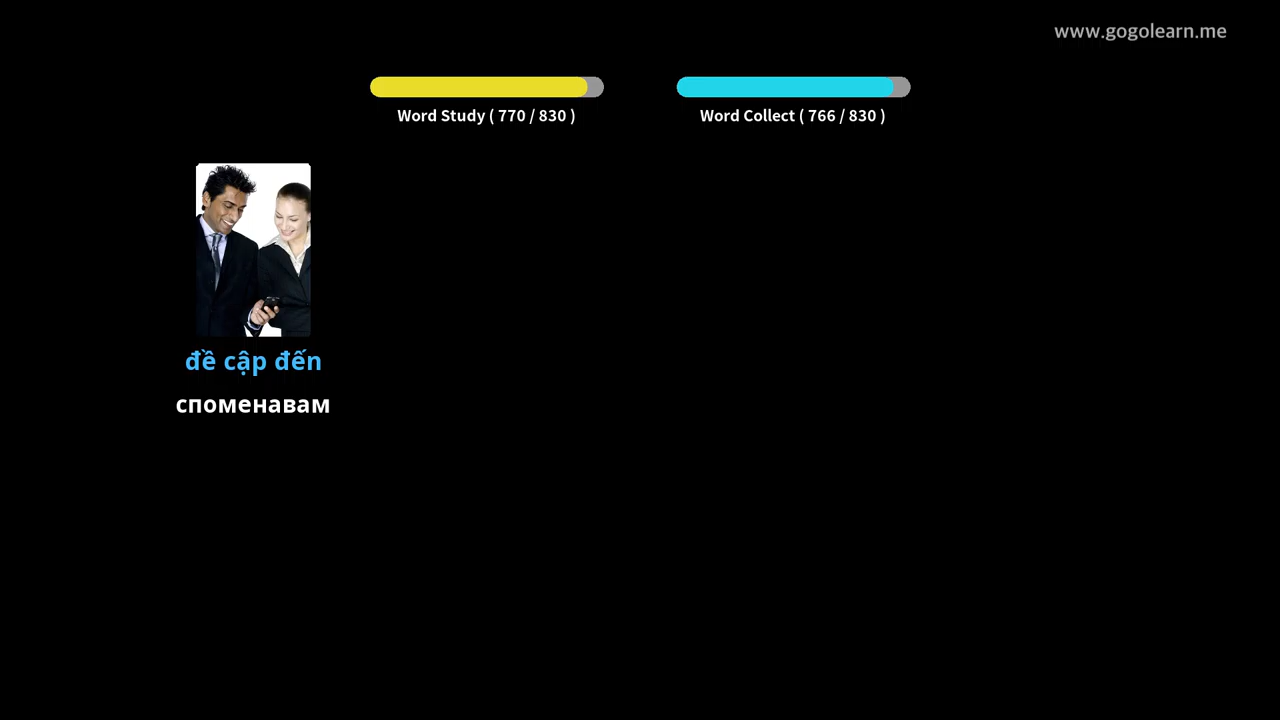 www.gogolearn.me
Word Study ( 770 / 830 )
Word Collect ( 766 / 830 )
đề cập đến
споменавам